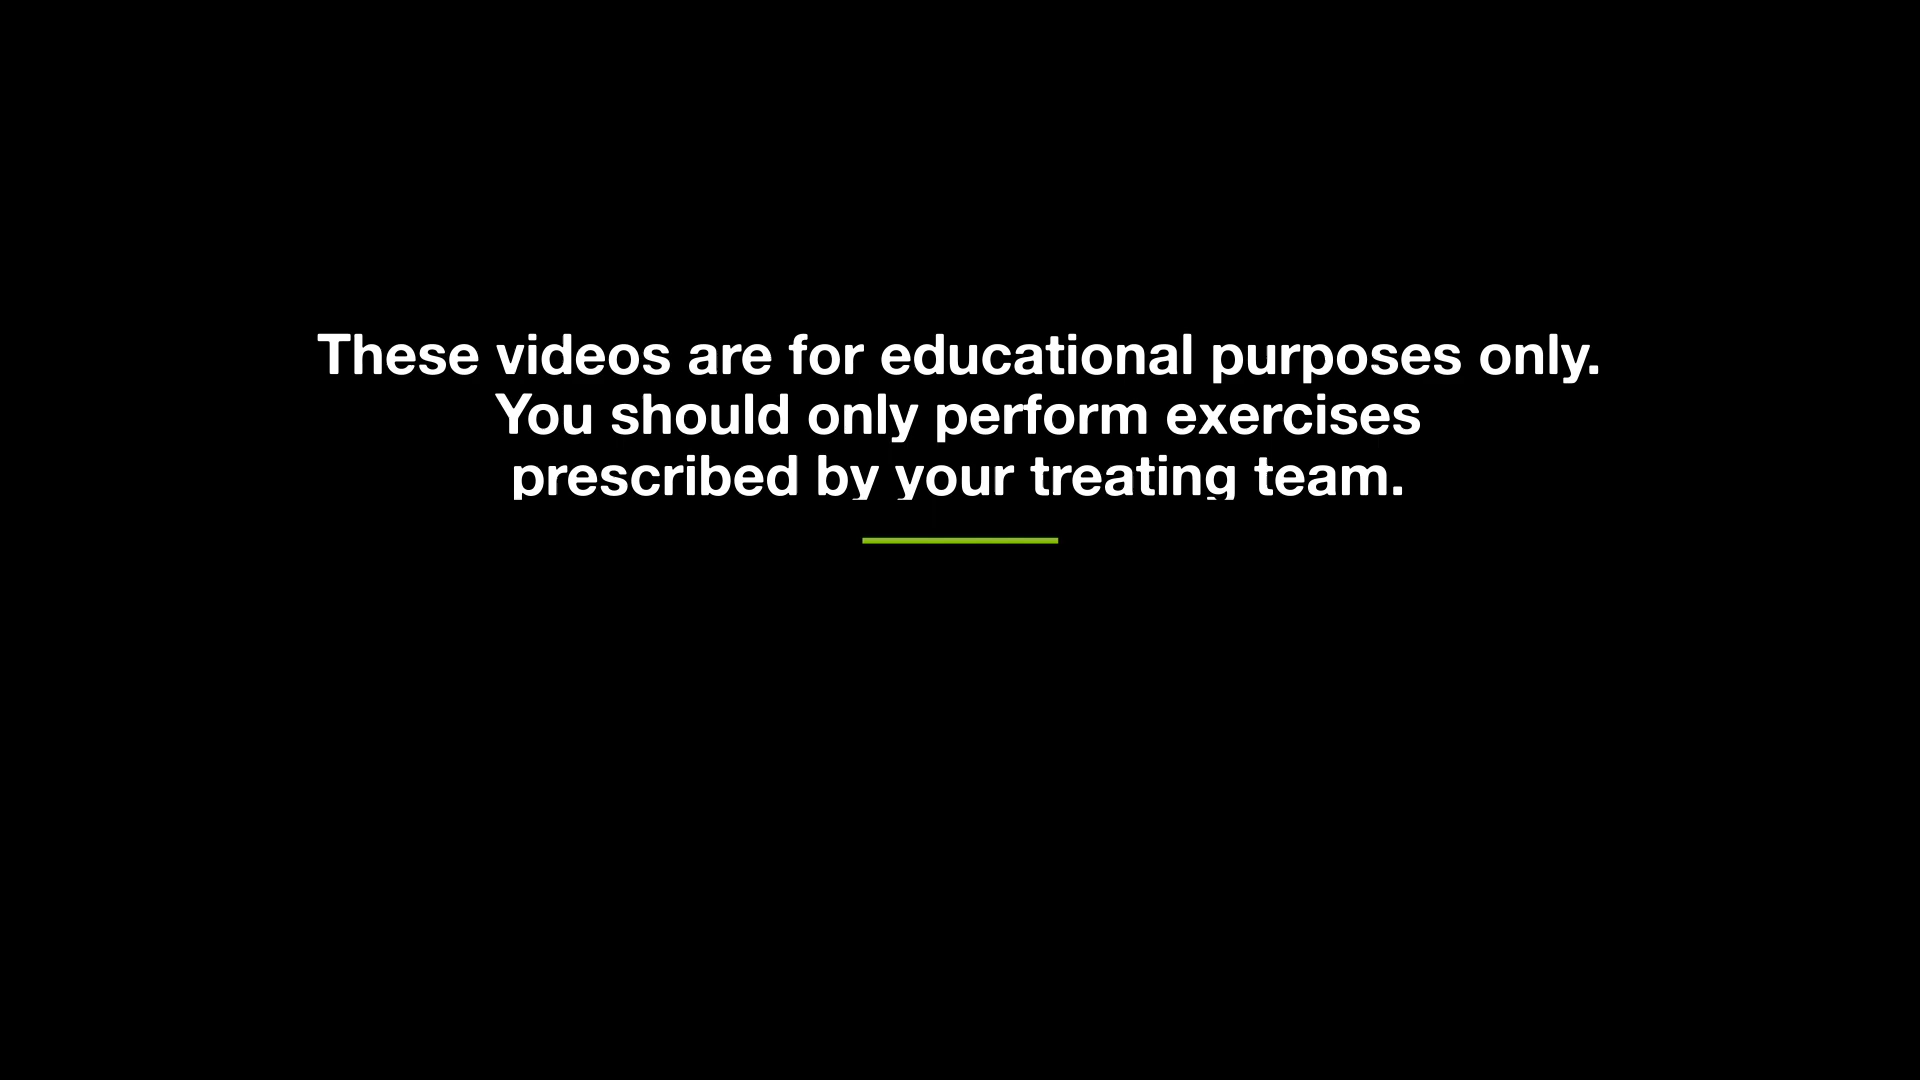 These videos are for educational purposes only.
You should only perform exercises
prescribed by your treating team.